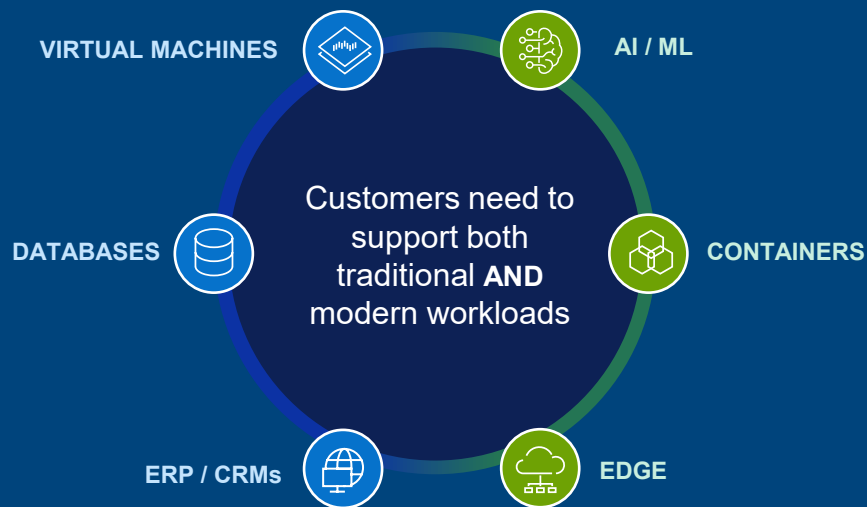 VIRTUAL MACHINES
AI / ML
Customers need to
support both
traditional AND
modern workloads
DATABASES
CONTAINERS
ERP / CRMs
EDGE